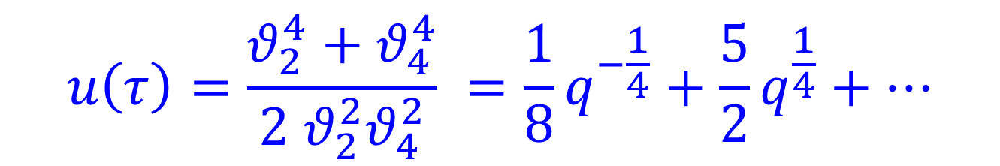 u(τ) = (ϑ₂⁴ + ϑ₄⁴) / (2 ϑ₂²ϑ₄²) = 1/8 q^(−1/4) + 5/2 q^(1/4) + ⋯